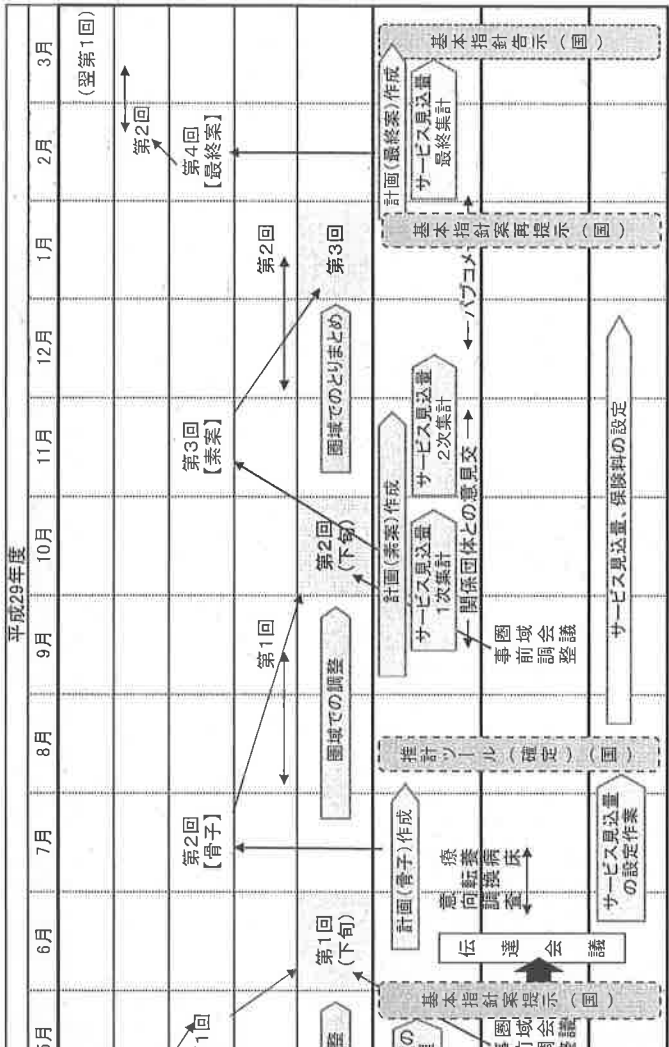 平成29年度
5月
6月
7月
8月
9月
10月
11月
12月
1月
2月
3月
(翌第1回)
第2回
第4回
【最終案】
第3回
【素案】
第2回
【骨子】
1回
第1回
第2回
第1回
(下旬)
第2回
(下旬)
第3回
整
圏域での調整
圏域でのとりまとめ
の
計画(骨子)作成
計画(素案)作成
計画(最終案)作成
サービス見込量
1次集計
サービス見込量
2次集計
サービス見込量
最終集計
関係団体との意見交
パブコメ
療養病床
転換
意向調査
圏域会議
事前調整
圏域会議
伝達会議
サービス見込量
の設定作業
サービス見込量、保険料の設定
基本指針案提示(国)
推計ツール(確定)(国)
基本指針案再提示(国)
基本指針告示(国)